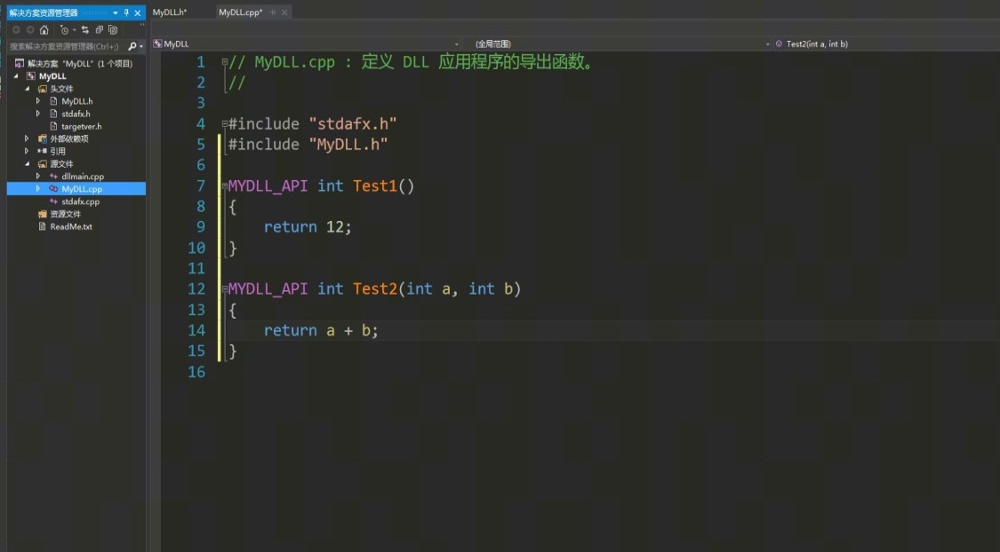 解决方案资源管理器
MyDLL.h*
MyDLL.cpp*
搜索解决方案资源管理器(Ctrl+;)
MyDLL
(全局范围)
Test2(int a, int b)
解决方案 "MyDLL" (1 个项目)
MyDLL
头文件
MyDLL.h
stdafx.h
targetver.h
外部依赖项
引用
源文件
dllmain.cpp
MyDLL.cpp
stdafx.cpp
资源文件
ReadMe.txt
1 // MyDLL.cpp : 定义 DLL 应用程序的导出函数。
2 //
3
4 #include "stdafx.h"
5 #include "MyDLL.h"
6
7 MYDLL_API int Test1()
8 {
9 return 12;
10 }
11
12 MYDLL_API int Test2(int a, int b)
13 {
14 return a + b;
15 }
16